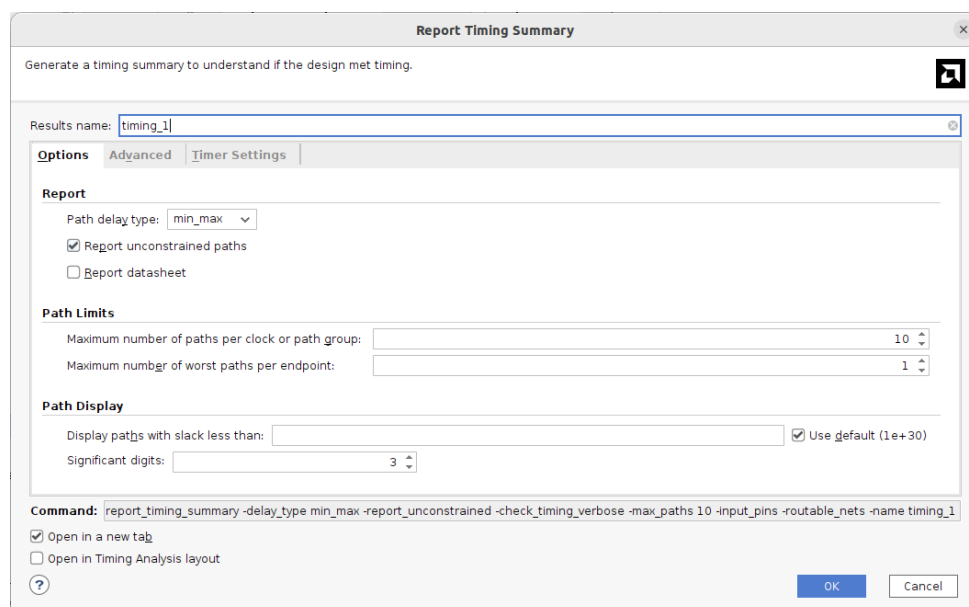 Report Timing Summary
Generate a timing summary to understand if the design met timing.
Results name: timing_1
Options Advanced Timer Settings
Report
Path delay type: min_max
Report unconstrained paths
Report datasheet
Path Limits
Maximum number of paths per clock or path group: 10
Maximum number of worst paths per endpoint: 1
Path Display
Display paths with slack less than: Use default (1e+30)
Significant digits: 3
Command: report_timing_summary -delay_type min_max -report_unconstrained -check_timing_verbose -max_paths 10 -input_pins -routable_nets -name timing_1
Open in a new tab
Open in Timing Analysis layout
? OK Cancel